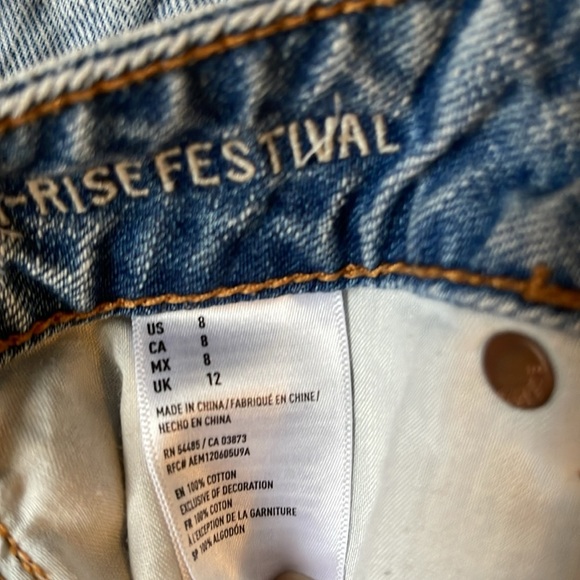 -RISE FESTIVAL
US 8
CA 8
MX 8
UK 12
MADE IN CHINA/FABRIQUÉ EN CHINE/
HECHO EN CHINA
RN 54485 / CA 03873
RFC# AEM120605U9A
EN 100% COTTON
EXCLUSIVE OF DECORATION
FR 100% COTON
À L'EXCEPTION DE LA GARNITURE
SP 100% ALGODÓN